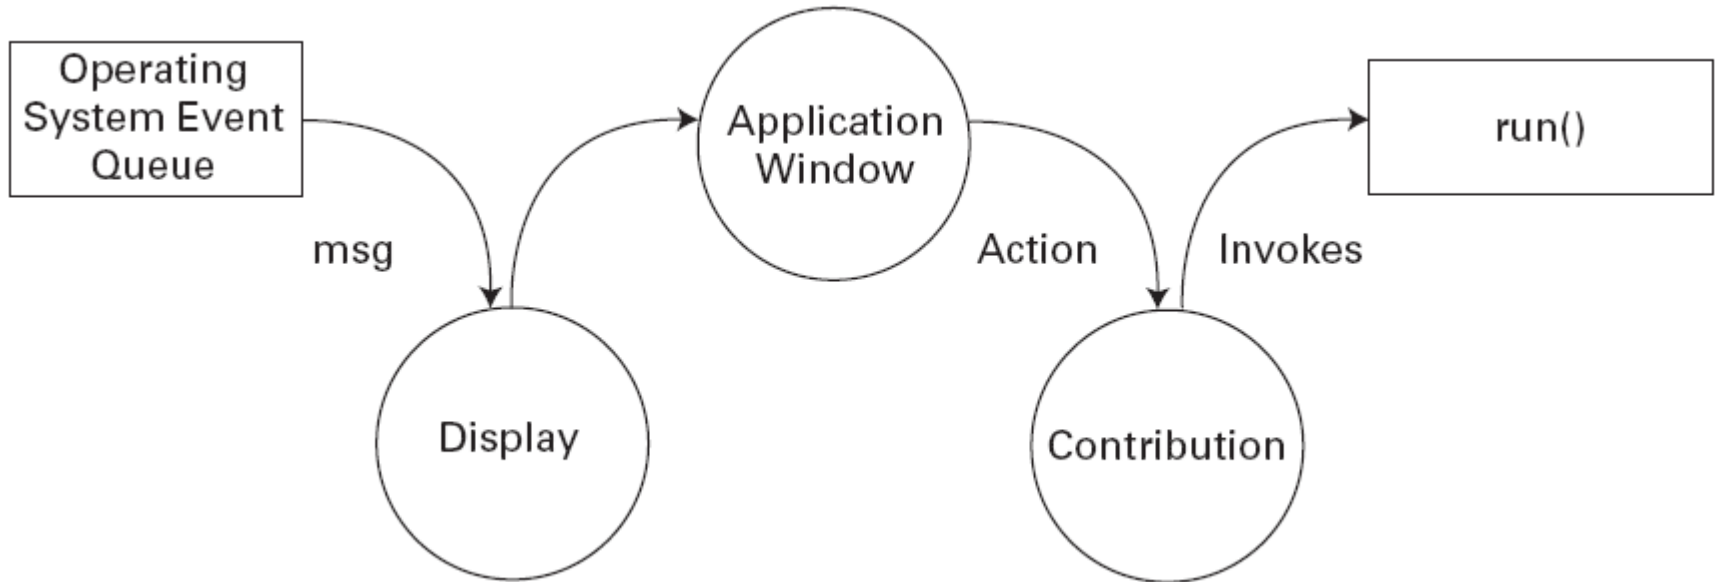 Operating
System Event
Queue
msg
Display
Application
Window
Action
Contribution
Invokes
run()